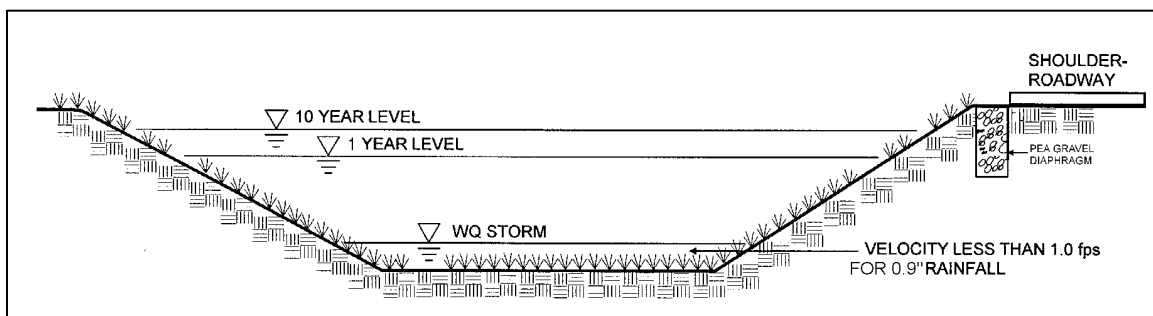 SHOULDER-
ROADWAY
10 YEAR LEVEL
1 YEAR LEVEL
PEA GRAVEL
DIAPHRAGM
WQ STORM
VELOCITY LESS THAN 1.0 fps
FOR 0.9" RAINFALL